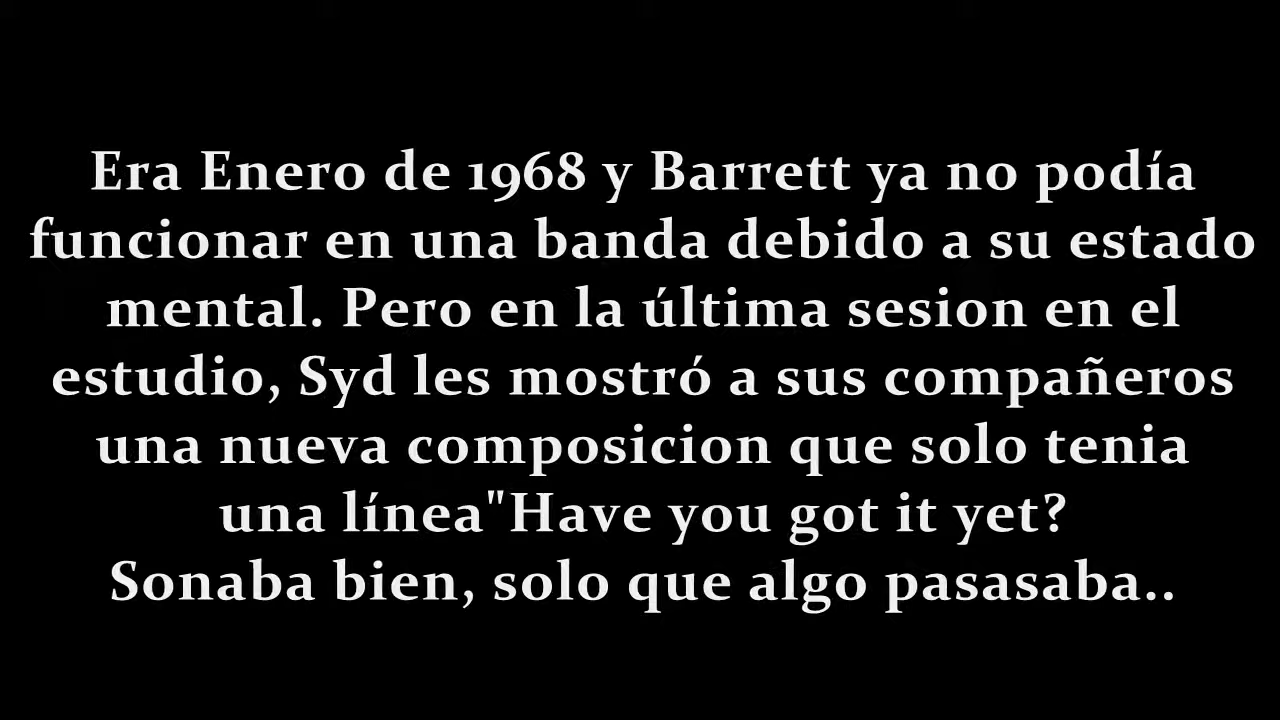 Era Enero de 1968 y Barrett ya no podía
funcionar en una banda debido a su estado
mental. Pero en la última sesion en el
estudio, Syd les mostró a sus compañeros
una nueva composicion que solo tenia
una línea"Have you got it yet?
Sonaba bien, solo que algo pasasaba..